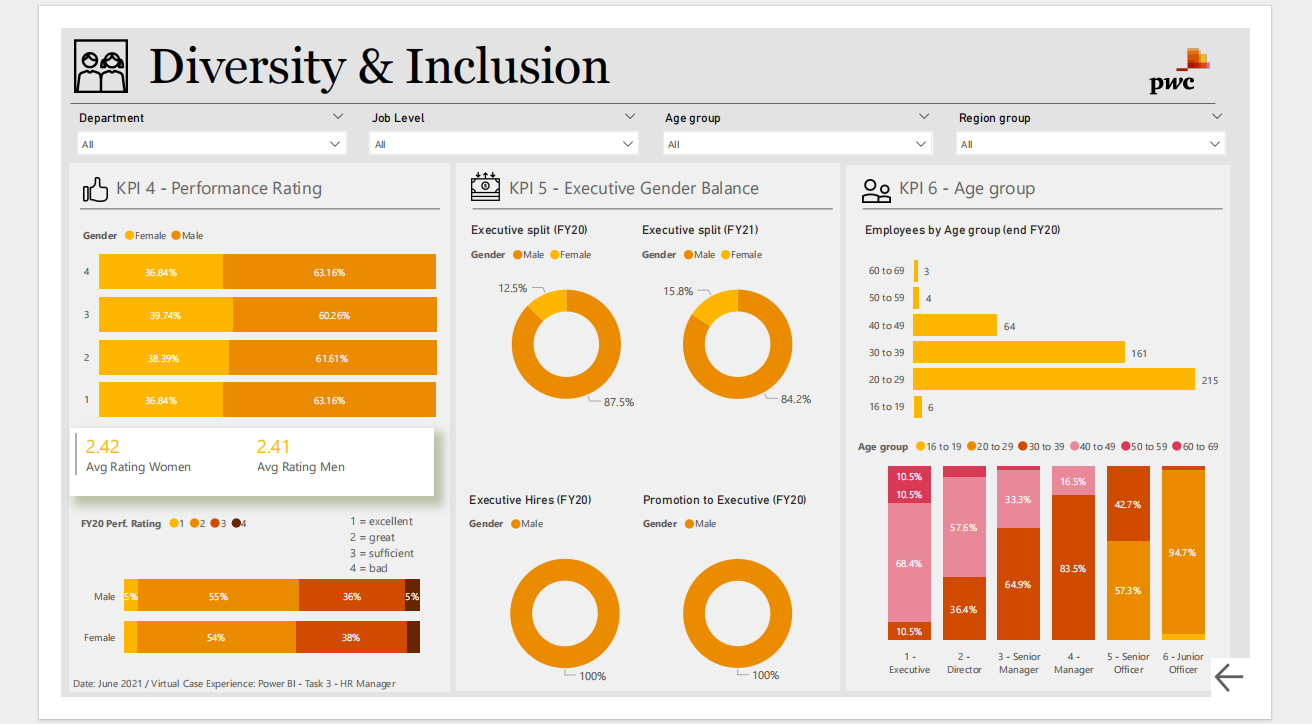 Diversity & Inclusion
pwc
Department
Job Level
Age group
Region group
All
All
All
All
KPI 4 - Performance Rating
Gender Female Male
4 36.84% 63.16%
3 39.74% 60.26%
2 38.39% 61.61%
1 36.84% 63.16%
2.42
Avg Rating Women
2.41
Avg Rating Men
FY20 Perf. Rating 1 2 3 4
1 = excellent
2 = great
3 = sufficient
4 = bad
Male 5% 55% 36% 5%
Female 54% 38%
Date: June 2021 / Virtual Case Experience: Power BI - Task 3 - HR Manager
KPI 5 - Executive Gender Balance
Executive split (FY20)
Gender Male Female
12.5%
87.5%
Executive split (FY21)
Gender Male Female
15.8%
84.2%
Executive Hires (FY20)
Gender Male
100%
Promotion to Executive (FY20)
Gender Male
100%
KPI 6 - Age group
Employees by Age group (end FY20)
60 to 69 3
50 to 59 4
40 to 49 64
30 to 39 161
20 to 29 215
16 to 19 6
Age group 16 to 19 20 to 29 30 to 39 40 to 49 50 to 59 60 to 69
10.5%
10.5%
68.4%
10.5%
1 -
Executive
57.6%
36.4%
2 -
Director
33.3%
64.9%
3 - Senior
Manager
16.5%
83.5%
4 -
Manager
42.7%
57.3%
5 - Senior
Officer
94.7%
6 - Junior
Officer